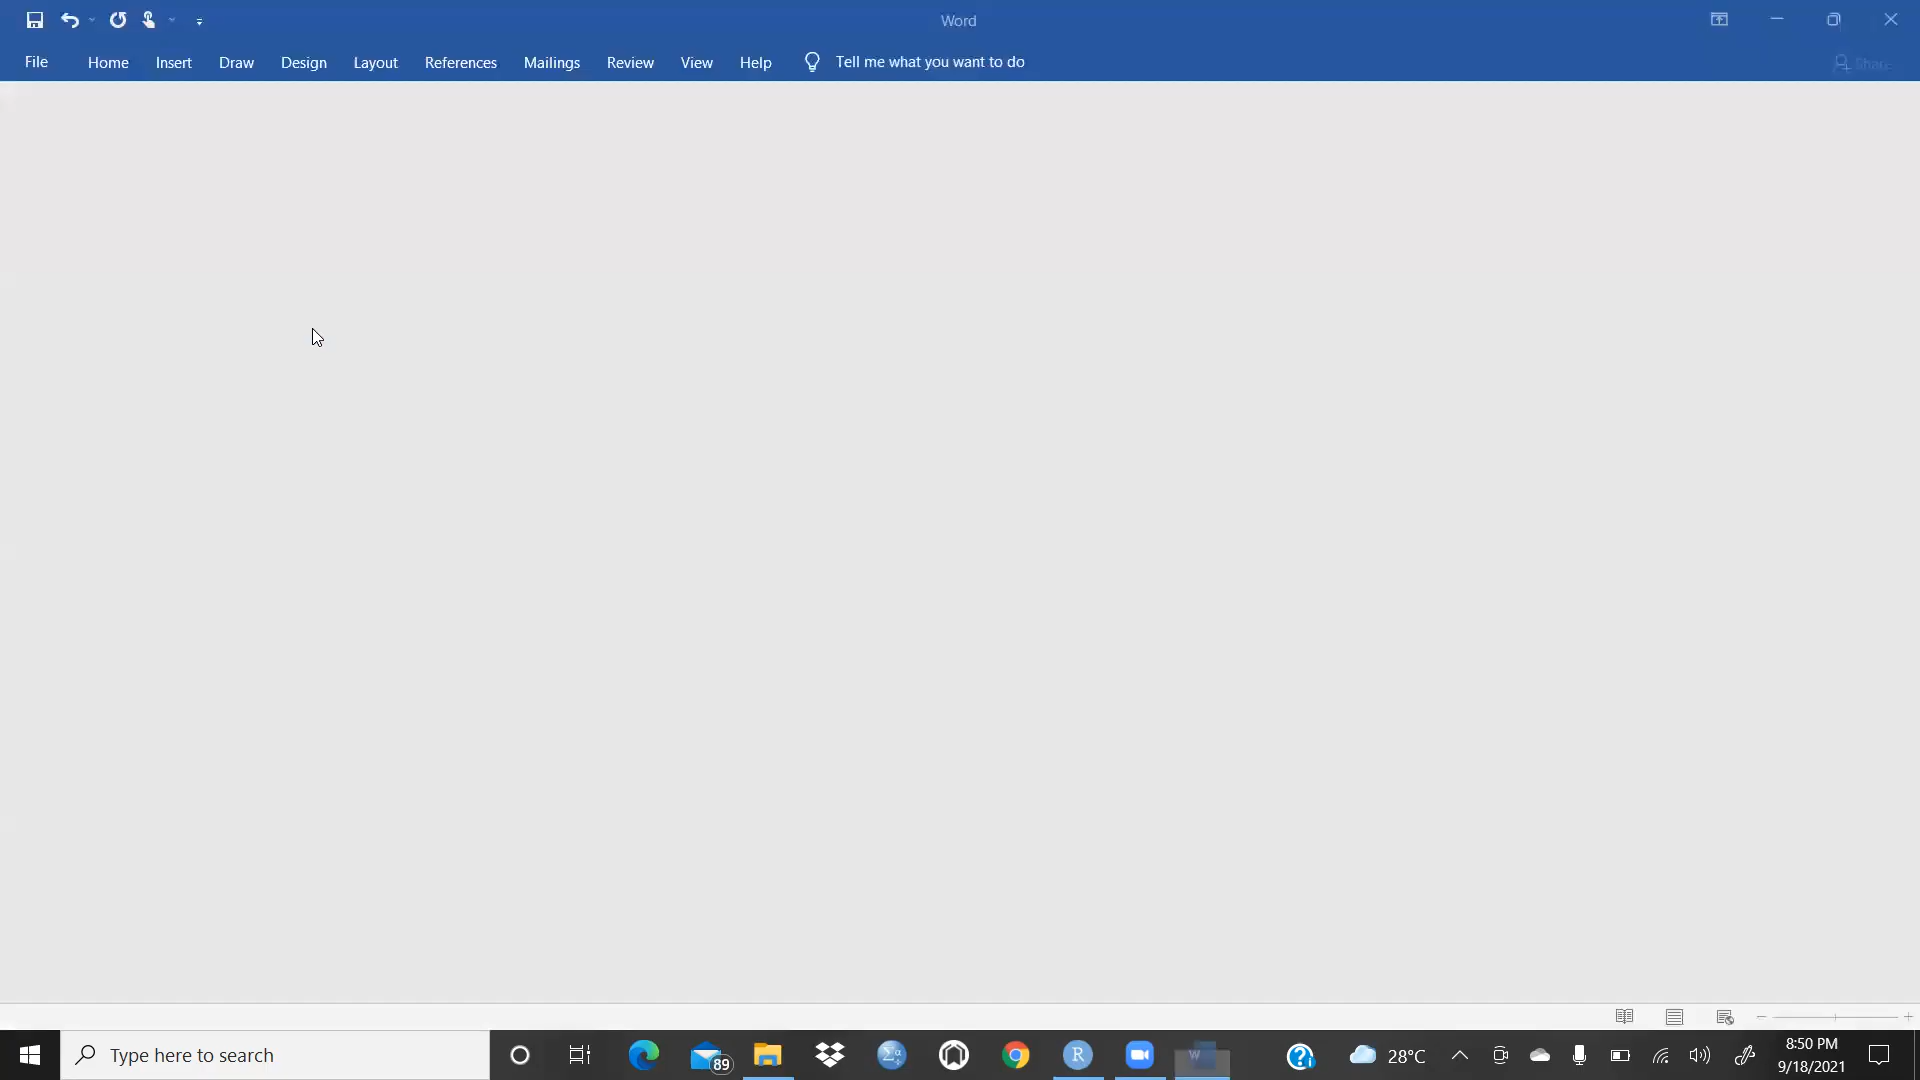 Word
File Home Insert Draw Design Layout References Mailings Review View Help Tell me what you want to do Share
Type here to search
89
R
W
28°C
8:50 PM
9/18/2021